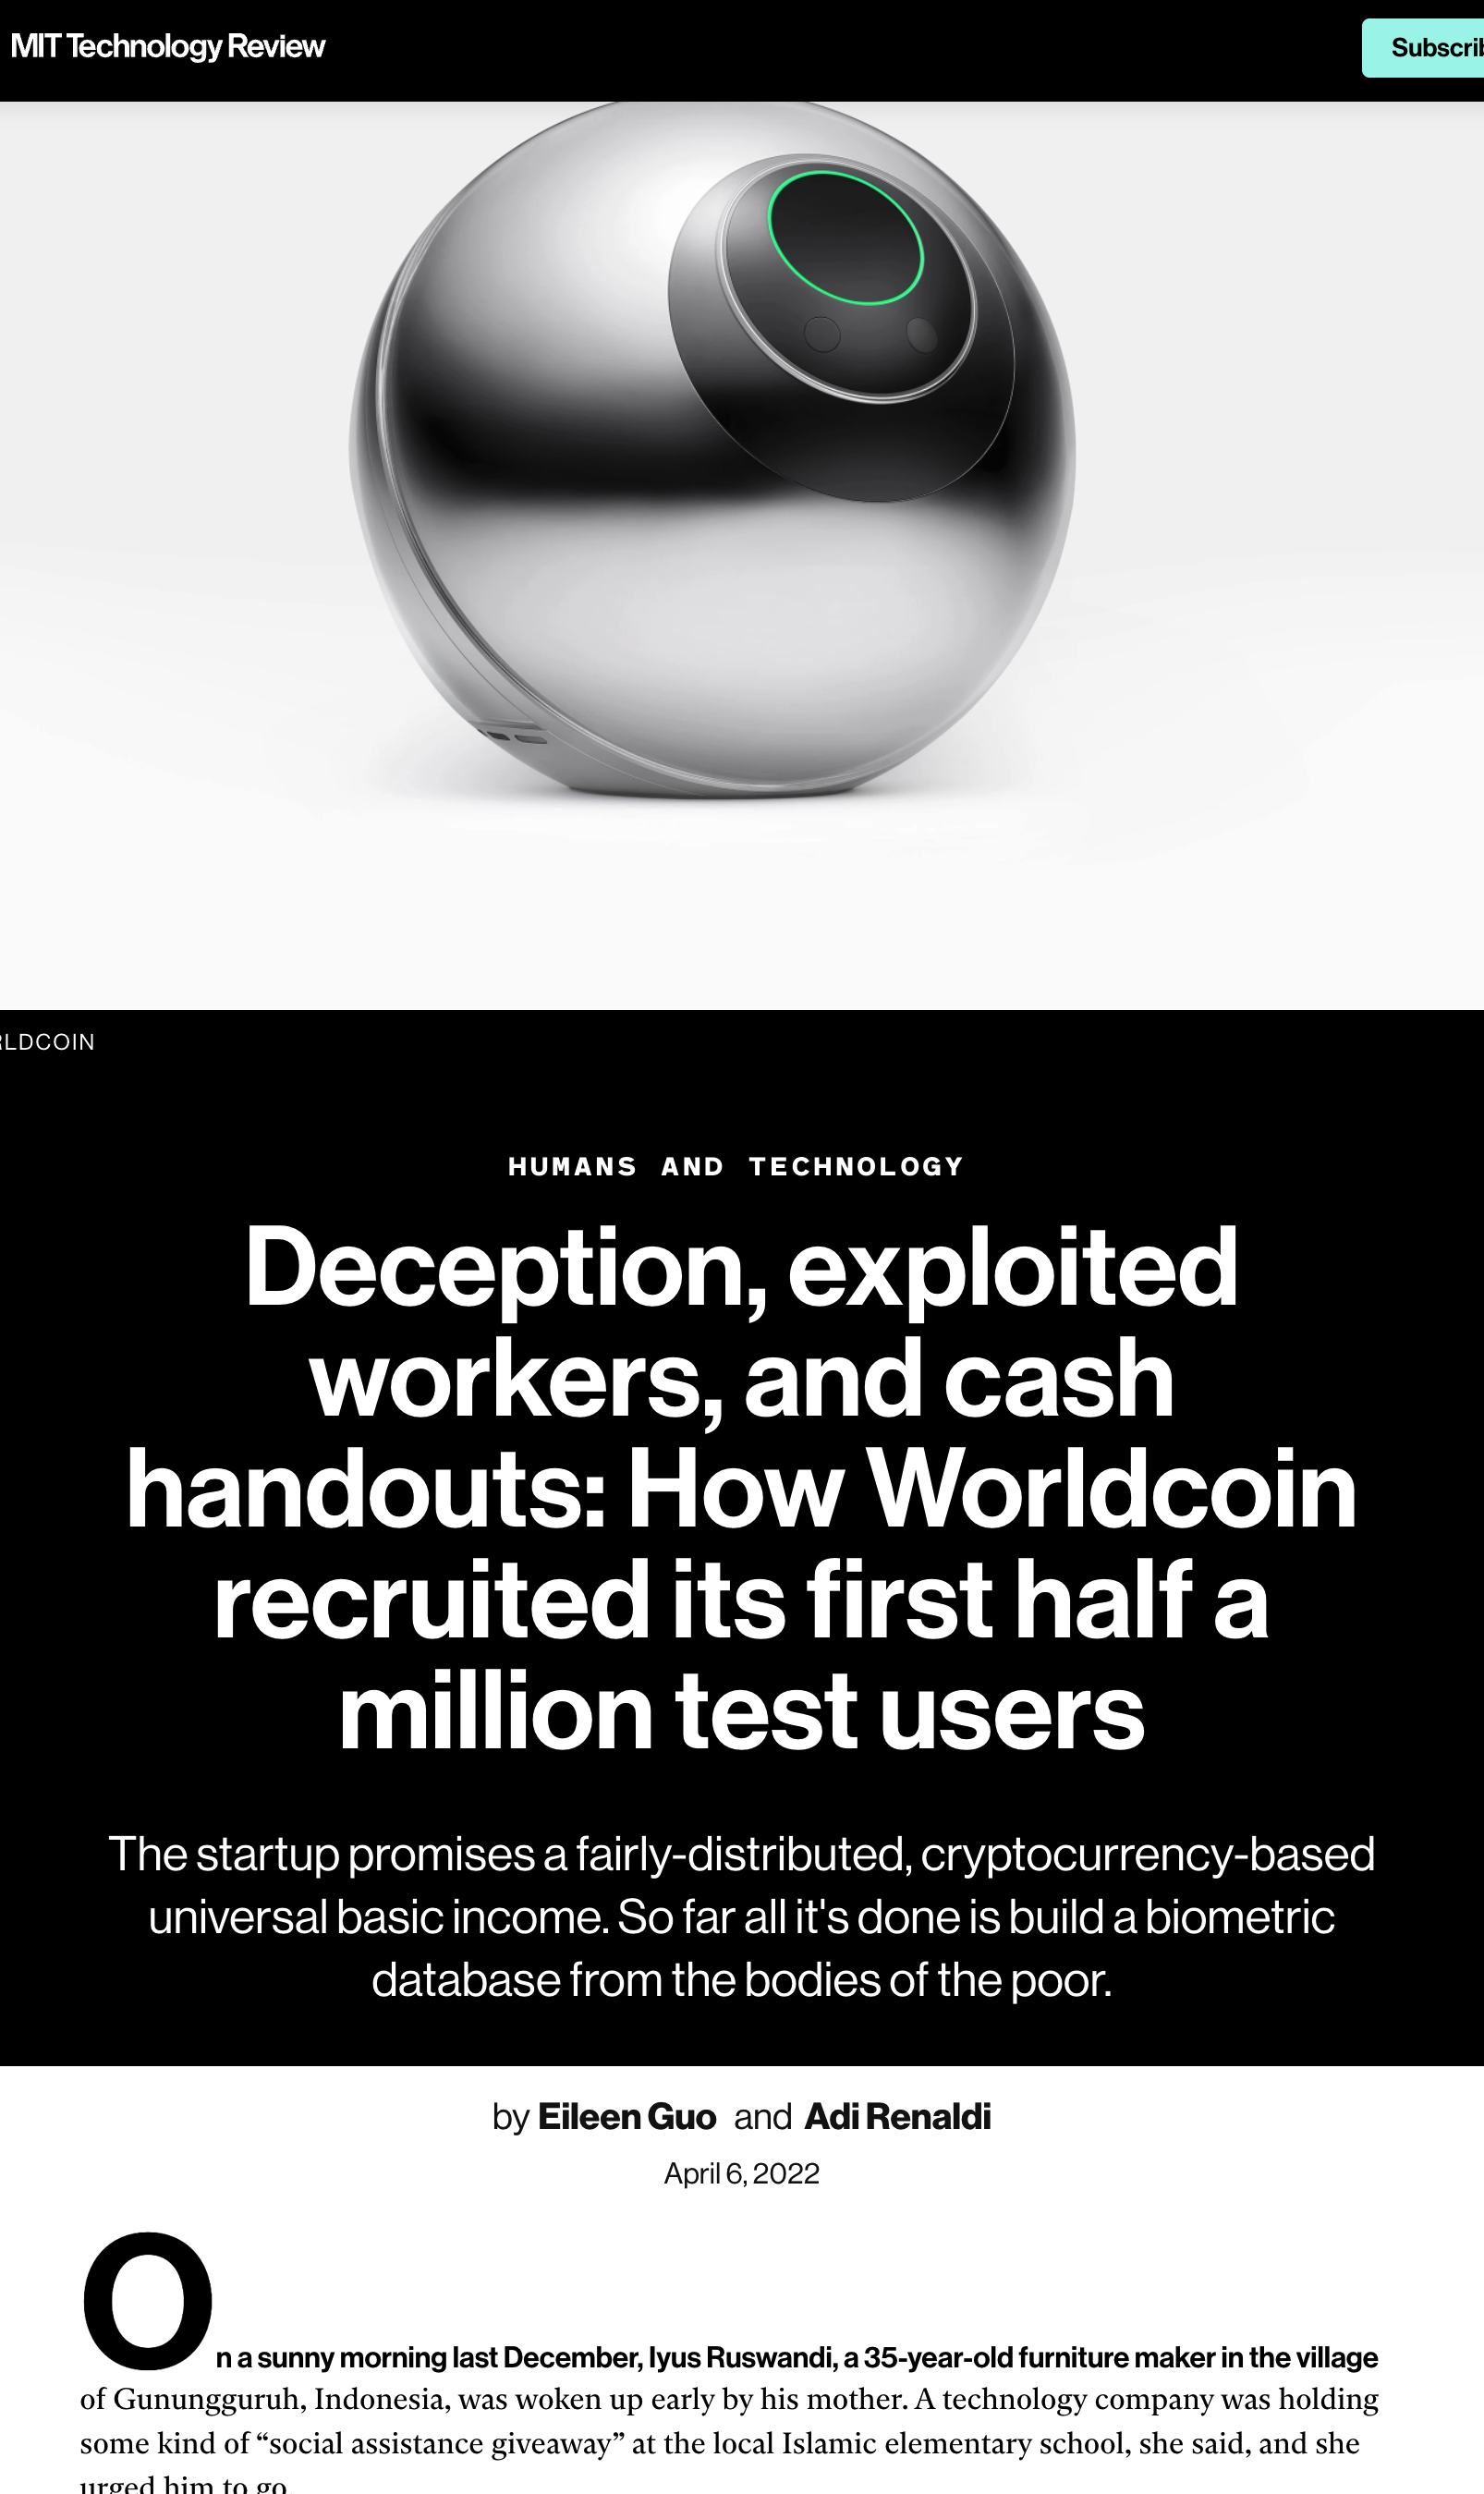 MIT Technology Review
HUMANS AND TECHNOLOGY
Deception, exploited
workers, and cash
handouts: How Worldcoin
recruited its first half a
million test users
The startup promises a fairly-distributed, cryptocurrency-based
universal basic income. So far all it's done is build a biometric
database from the bodies of the poor.
by Eileen Guo and Adi Renaldi
April 6, 2022
On a sunny morning last December, Iyus Ruswandi, a 35-year-old furniture maker in the village
of Gunungguruh, Indonesia, was woken up early by his mother. A technology company was holding
some kind of “social assistance giveaway” at the local Islamic elementary school, she said, and she
urged him to go.